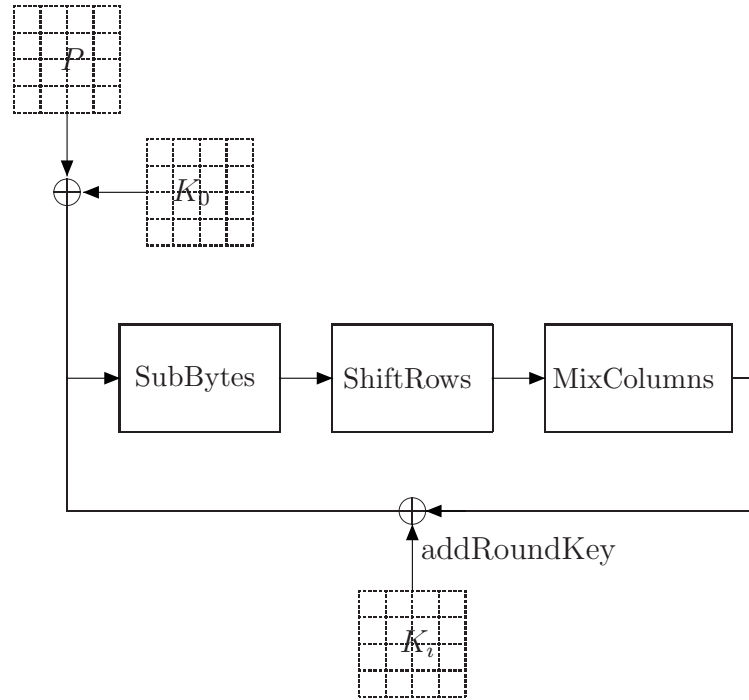 P
K₀
SubBytes
ShiftRows
MixColumns
addRoundKey
Kᵢ